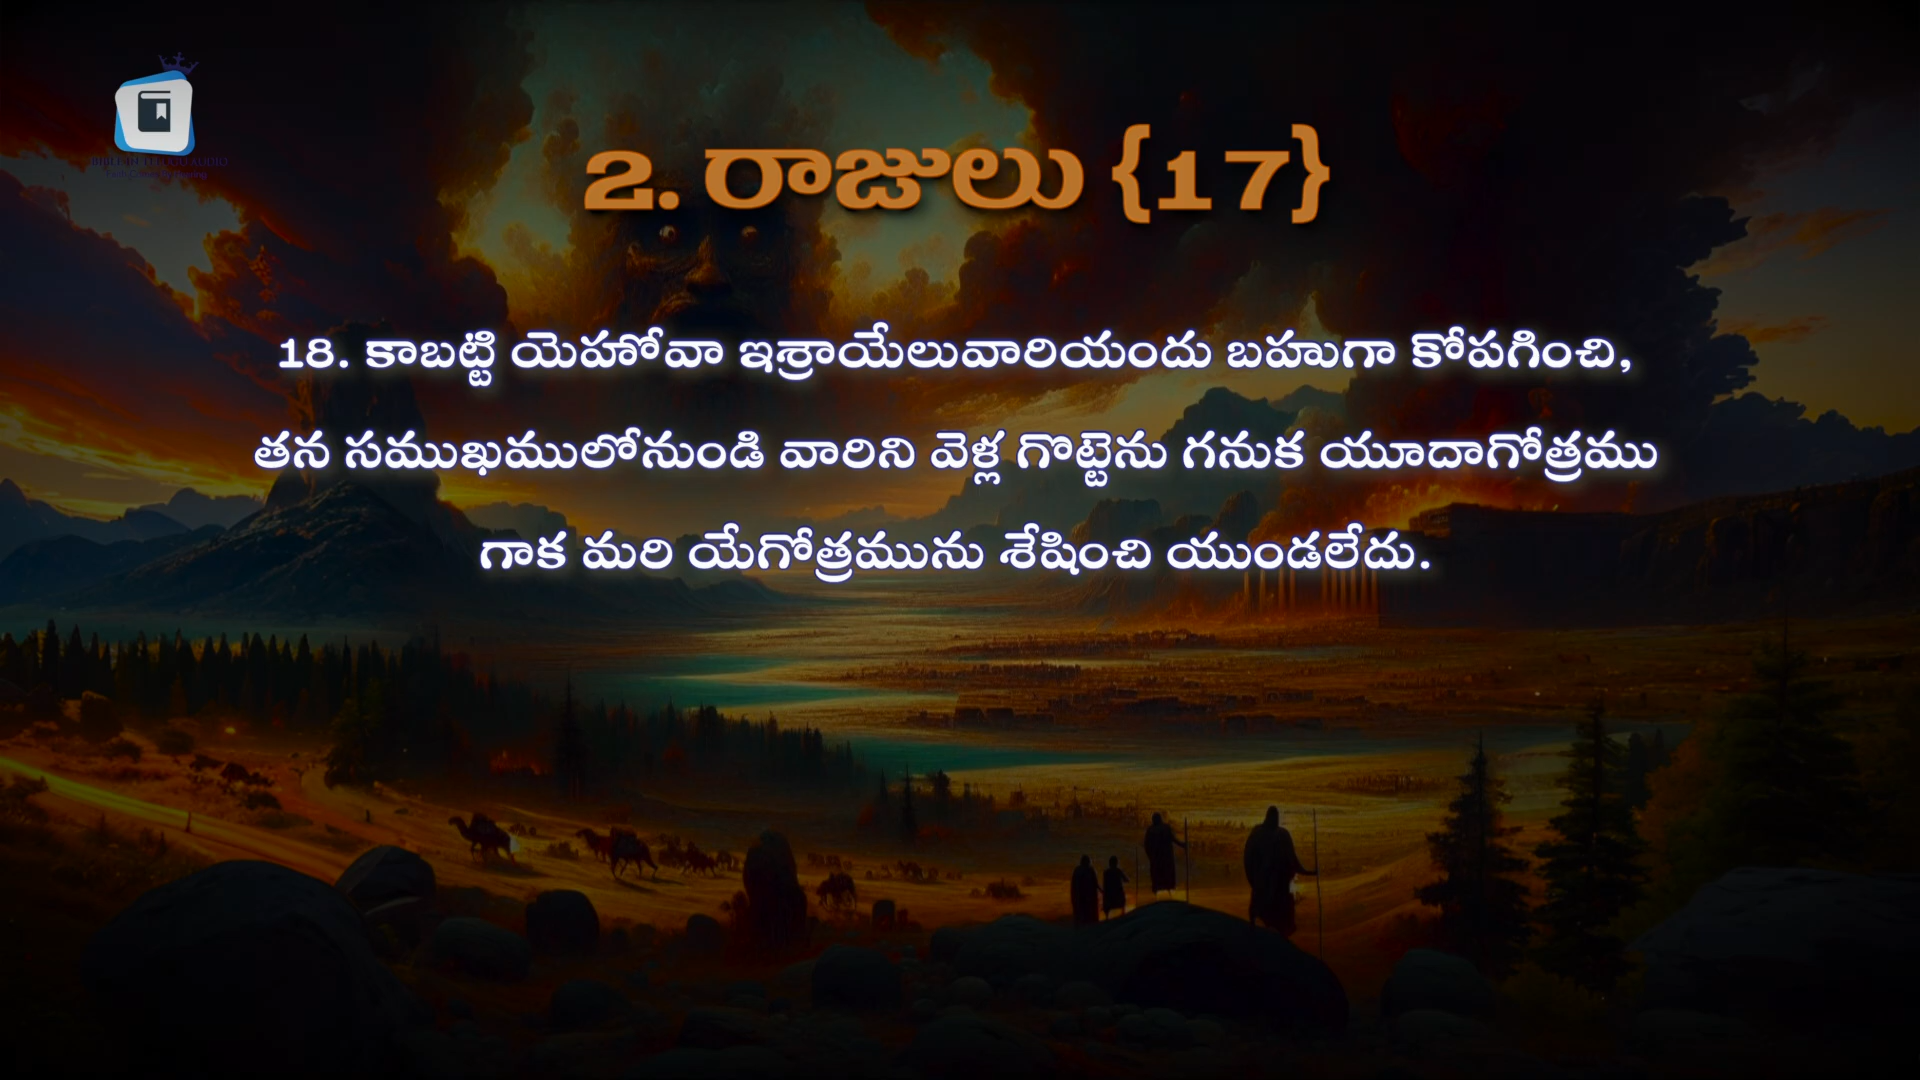 2. రాజులు {17}
18. కాబట్టి యెహోవా ఇశ్రాయేలువారియందు బహుగా కోపగించి,
తన సముఖములోనుండి వారిని వెళ్ల గొట్టెను గనుక యూదాగోత్రము
గాక మరి యేగోత్రమును శేషించి యుండలేదు.